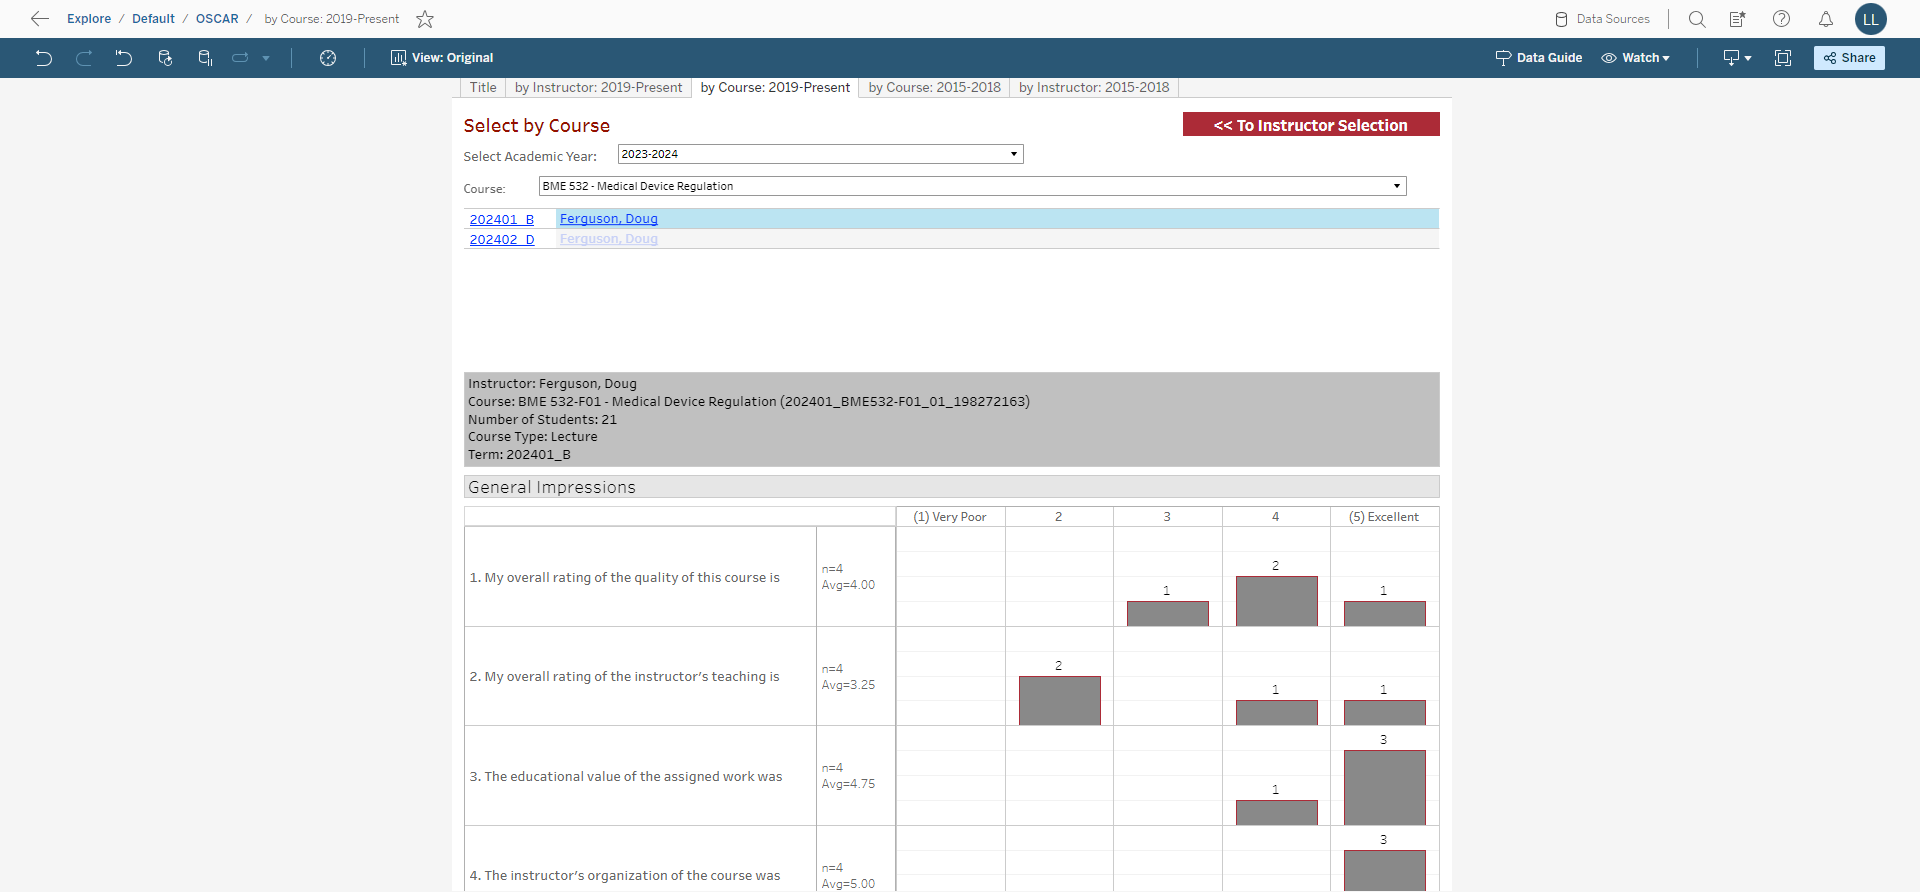 Explore / Default / OSCAR / by Course: 2019-Present
Data Sources
LL
View: Original
Data Guide
Watch
Share
Title
by Instructor: 2019-Present
by Course: 2019-Present
by Course: 2015-2018
by Instructor: 2015-2018
Select by Course
<< To Instructor Selection
Select Academic Year:
2023-2024
Course:
BME 532 - Medical Device Regulation
202401_B Ferguson, Doug
202402_D Ferguson, Doug
Instructor: Ferguson, Doug
Course: BME 532-F01 - Medical Device Regulation (202401_BME532-F01_01_198272163)
Number of Students: 21
Course Type: Lecture
Term: 202401_B
General Impressions
(1) Very Poor 2 3 4 (5) Excellent
1. My overall rating of the quality of this course is
n=4
Avg=4.00
1 2 1
2. My overall rating of the instructor's teaching is
n=4
Avg=3.25
2 1 1
3. The educational value of the assigned work was
n=4
Avg=4.75
1 3
4. The instructor's organization of the course was
n=4
Avg=5.00
3